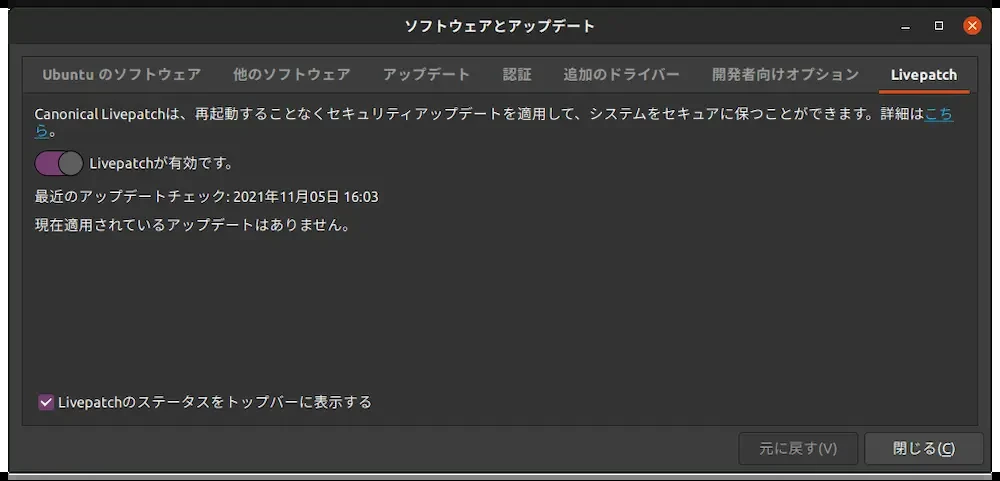 ソフトウェアとアップデート
Ubuntu のソフトウェア 他のソフトウェア アップデート 認証 追加のドライバー 開発者向けオプション Livepatch
Canonical Livepatchは、再起動することなくセキュリティアップデートを適用して、システムをセキュアに保つことができます。詳細はこち
ら。
Livepatchが有効です。
最近のアップデートチェック: 2021年11月05日 16:03
現在適用されているアップデートはありません。
Livepatchのステータスをトップバーに表示する
元に戻す(V) 閉じる(C)